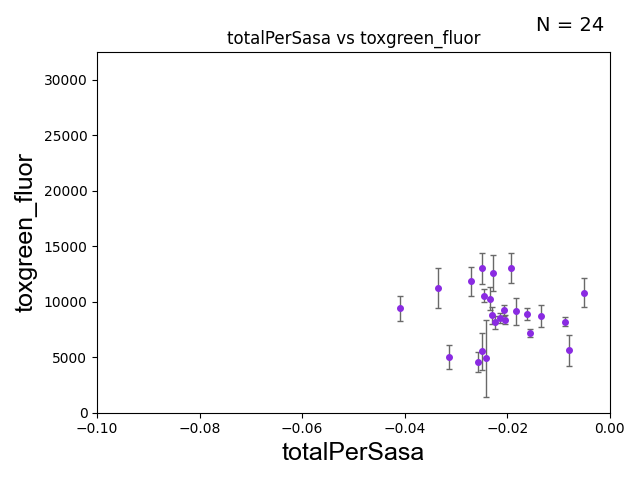 N = 24
totalPerSasa vs toxgreen_fluor
30000
25000
20000
15000
10000
5000
0
toxgreen_fluor
−0.10 −0.08 −0.06 −0.04 −0.02 0.00
totalPerSasa